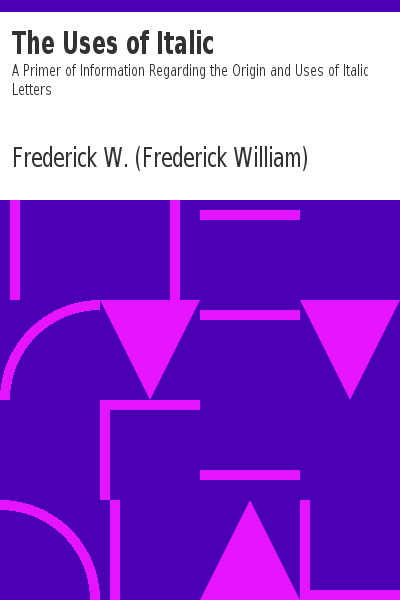 The Uses of Italic
A Primer of Information Regarding the Origin and Uses of Italic
Letters
Frederick W. (Frederick William)